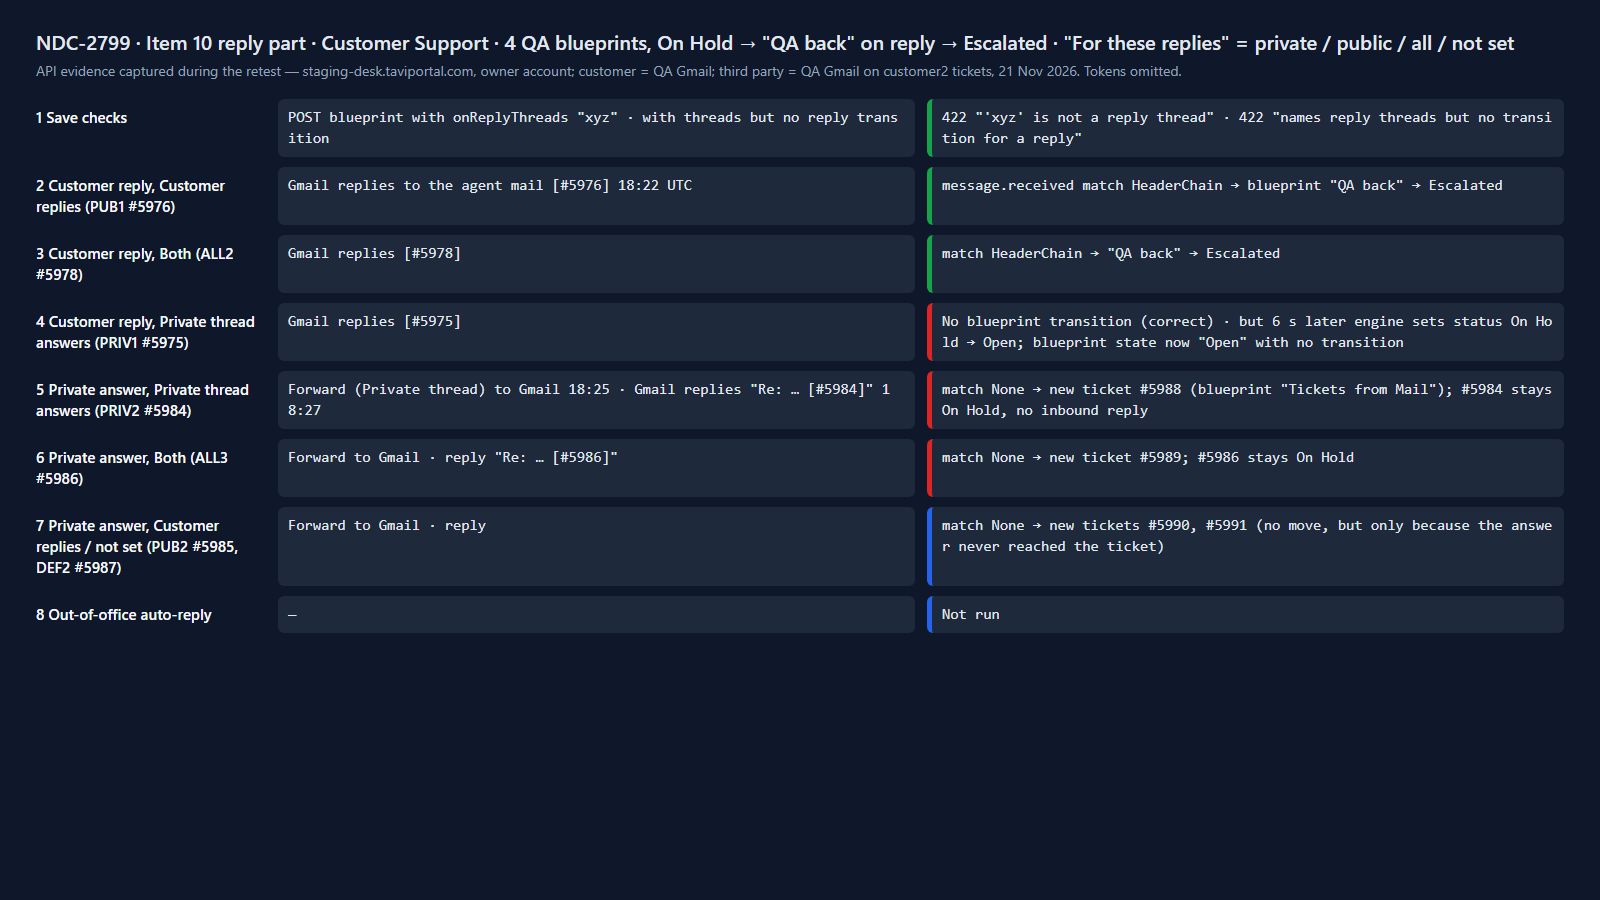 NDC-2799 · Item 10 reply part · Customer Support · 4 QA blueprints, On Hold → "QA back" on reply → Escalated · "For these replies" = private / public / all / not set
API evidence captured during the retest — staging-desk.taviportal.com, owner account; customer = QA Gmail; third party = QA Gmail on customer2 tickets, 21 Nov 2026. Tokens omitted.
1 Save checks
POST blueprint with onReplyThreads "xyz" · with threads but no reply trans
ition
422 "'xyz' is not a reply thread" · 422 "names reply threads but no transi
tion for a reply"
2 Customer reply, Customer
replies (PUB1 #5976)
Gmail replies to the agent mail [#5976] 18:22 UTC
message.received match HeaderChain → blueprint "QA back" → Escalated
3 Customer reply, Both (ALL2
#5978)
Gmail replies [#5978]
match HeaderChain → "QA back" → Escalated
4 Customer reply, Private thread
answers (PRIV1 #5975)
Gmail replies [#5975]
No blueprint transition (correct) · but 6 s later engine sets status On Ho
ld → Open; blueprint state now "Open" with no transition
5 Private answer, Private thread
answers (PRIV2 #5984)
Forward (Private thread) to Gmail 18:25 · Gmail replies "Re: … [#5984]" 1
8:27
match None → new ticket #5988 (blueprint "Tickets from Mail"); #5984 stays
On Hold, no inbound reply
6 Private answer, Both (ALL3
#5986)
Forward to Gmail · reply "Re: … [#5986]"
match None → new ticket #5989; #5986 stays On Hold
7 Private answer, Customer
replies / not set (PUB2 #5985,
DEF2 #5987)
Forward to Gmail · reply
match None → new tickets #5990, #5991 (no move, but only because the answe
r never reached the ticket)
8 Out-of-office auto-reply
—
Not run